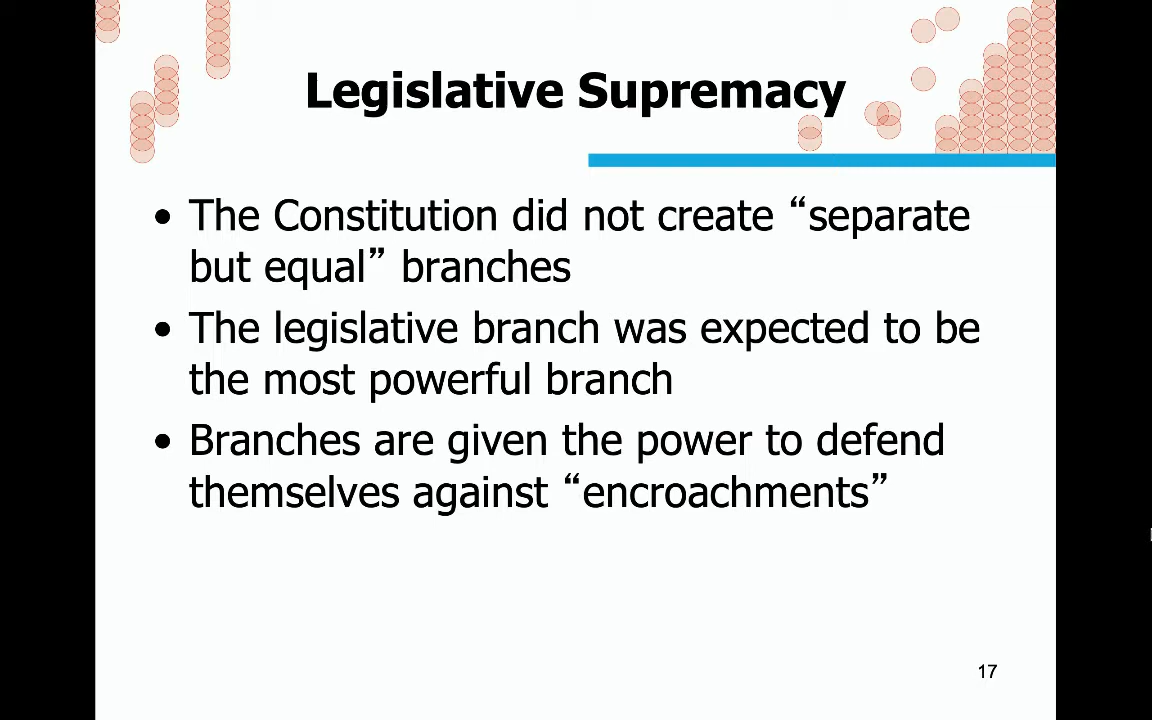 Legislative Supremacy
• The Constitution did not create “separate
but equal” branches
• The legislative branch was expected to be
the most powerful branch
• Branches are given the power to defend
themselves against “encroachments”
17